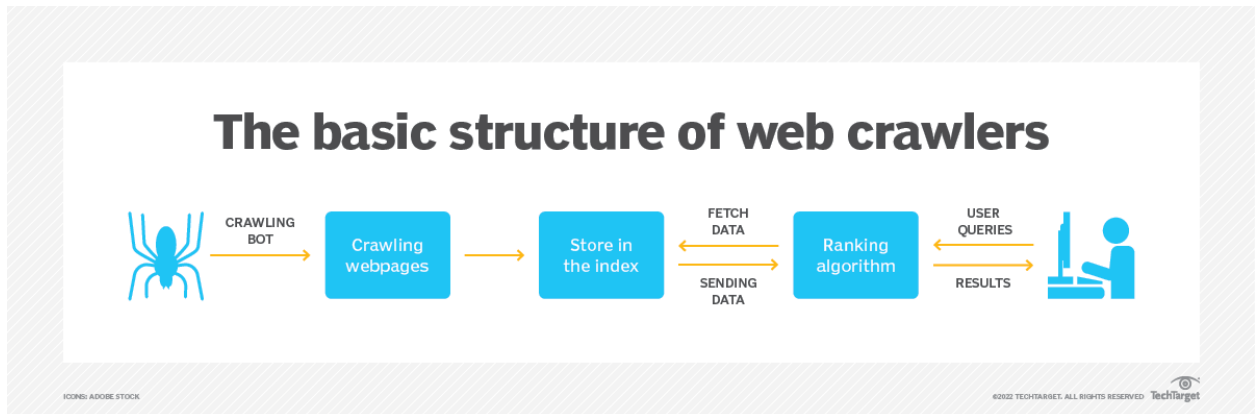 The basic structure of web crawlers
CRAWLING
BOT
Crawling
webpages
Store in
the index
FETCH
DATA
SENDING
DATA
Ranking
algorithm
USER
QUERIES
RESULTS
ICONS: ADOBE STOCK
©2022 TECHTARGET. ALL RIGHTS RESERVED
TechTarget